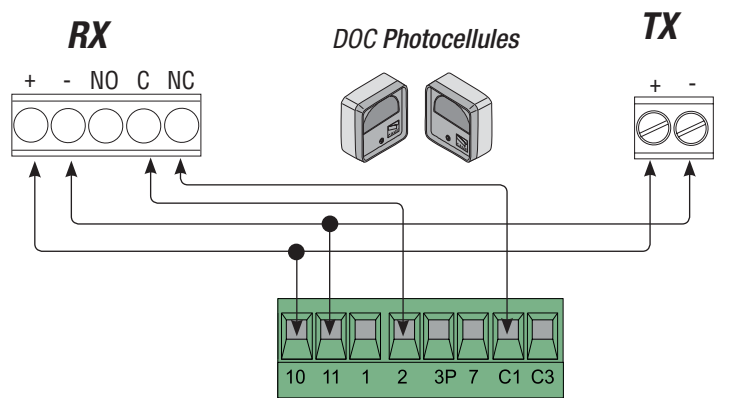 RX
DOC Photocellules
TX
+ - NO C NC
+ -
10 11 1 2 3P 7 C1 C3